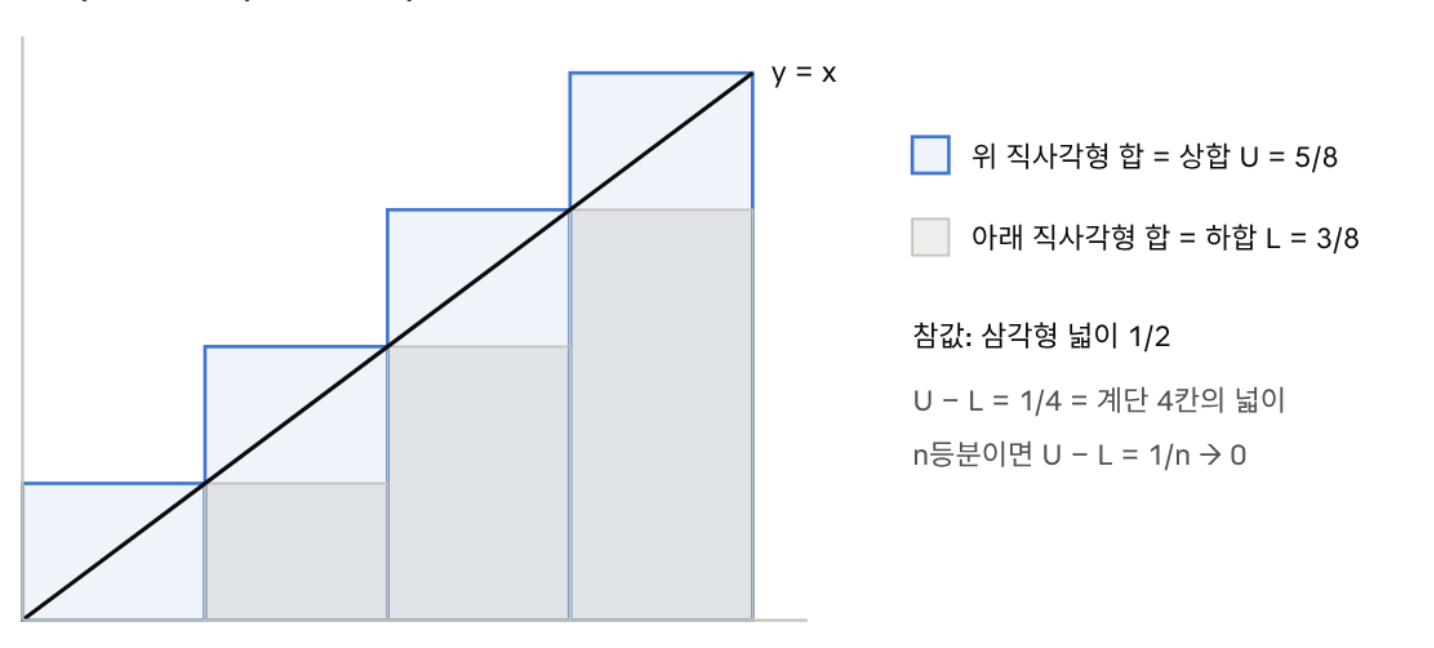 y = x
위 직사각형 합 = 상합 U = 5/8
아래 직사각형 합 = 하합 L = 3/8
참값: 삼각형 넓이 1/2
U − L = 1/4 = 계단 4칸의 넓이
n등분이면 U − L = 1/n → 0